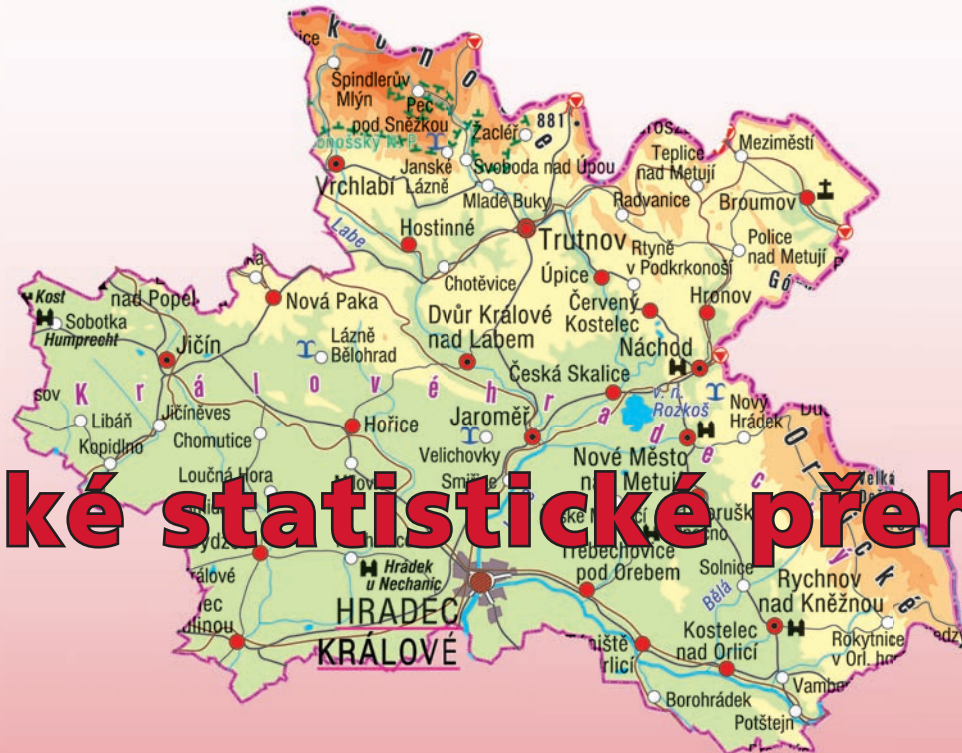 Špindlerův
Mlýn
Pec
pod Sněžkou
Žacléř
881
Janské
Lázně
Svoboda nad Úpou
Vrchlabí
Mladé Buky
Teplice
nad Metují
Meziměstí
Radvanice
Broumov
Labe
Hostinné
Trutnov
Police
nad Metují
Chotěvice
Úpice
Rtyně
v Podkrkonoší
Kost
Sobotka
Humprecht
nad Popel
Nová Paka
Dvůr Králové
nad Labem
Červený
Kostelec
Hronov
Jičín
Lázně
Bělohrad
Náchod
Česká Skalice
K r á l o v é h r a d e c k ý
v. n.
Rozkoš
Nový
Hrádek
Libáň
Jičíněves
Kopidlno
Chomutice
Hořice
Jaroměř
Velichovky
Nové Město
nad Metují
Loučná Hora
ké statistické přeh
Hrádek
u Nechanic
Třebechovice
pod Orebem
Solnice
Bělá
Rychnov
nad Kněžnou
HRADEC
KRÁLOVÉ
Kostelec
nad Orlicí
Rokytnice
v Orl.
Borohrádek
Potštejn